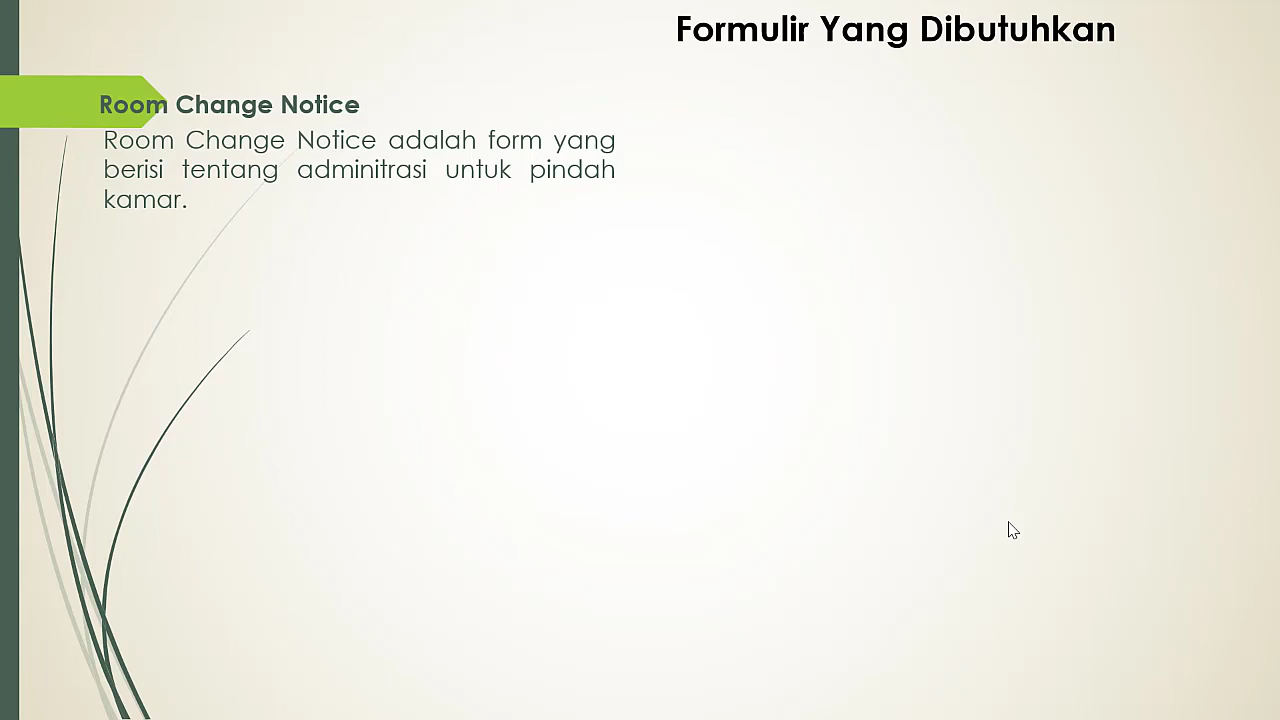 Formulir Yang Dibutuhkan
Room Change Notice
Room Change Notice adalah form yang
berisi tentang adminitrasi untuk pindah
kamar.